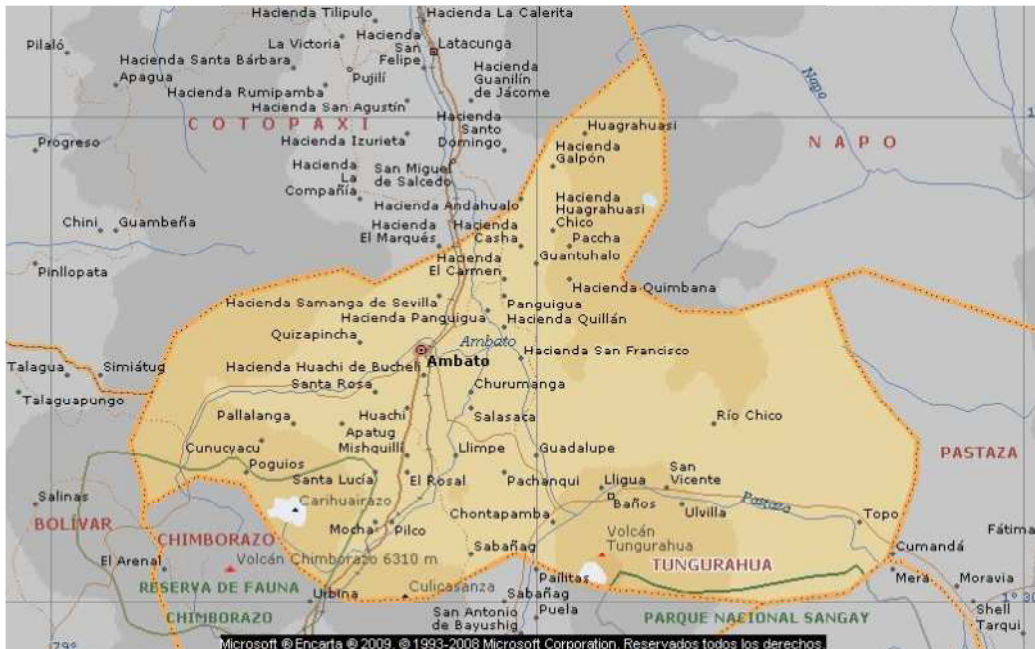 Hacienda Tilipulo
Hacienda La Calerita
Pilaló
La Victoria
Hacienda
San
Felipe
Latacunga
Hacienda Santa Bárbara
Apagua
Pujilí
Hacienda
Guanilín
de Jácome
Hacienda Rumipamba
Hacienda San Agustín
COTOPAXI
Hacienda Izurieta
Hacienda
Santo
Domingo
Huagrahuasi
Napo
1
NAPO
Progreso
Hacienda
La
Compañía
San Miguel
de Salcedo
Hacienda
Galpón
Hacienda Andahualo
Hacienda
Huagrahuasi
Chico
Chini
Guambeña
Hacienda
El Marqués
Hacienda
Casha
Paccha
Pinllopata
Hacienda
El Carmen
Guantuhalo
Hacienda Quimbana
Hacienda Samanga de Sevilla
Panguigua
Hacienda Panguigua
Hacienda Quillán
Quizapincha
Ambato
Ambato
Hacienda San Francisco
Talagua
Simiátug
Hacienda Huachi de Bucheli
Talaguapungo
Santa Rosa
Churumanga
Pallalanga
Huachi
Salasaca
Río Chico
Apatug
Mishquillí
Cunucyacu
Llimpe
Guadalupe
PASTAZA
Poguios
Santa Lucía
El Rosal
Pachanqui
Lligua
San
Vicente
Salinas
Carihuairazo
Baños
Pastaza
BOLÍVAR
CHIMBORAZO
Mocha
Pilco
Chontapamba
Ulvilla
Topo
Fátima
Volcán
Tungurahua
El Arenal
Volcán Chimborazo 6310 m
Sabañag
TUNGURAHUA
Cumandá
RESERVA DE FAUNA
Culicasanza
Pailitas
Mera
Moravia
Urbina
Sabañag
CHIMBORAZO
San Antonio
de Bayushig
Puela
PARQUE NACIONAL SANGAY
Shell
1° 30
Tarqui
79°
Microsoft ® Encarta ® 2009. © 1993-2008 Microsoft Corporation. Reservados todos los derechos.